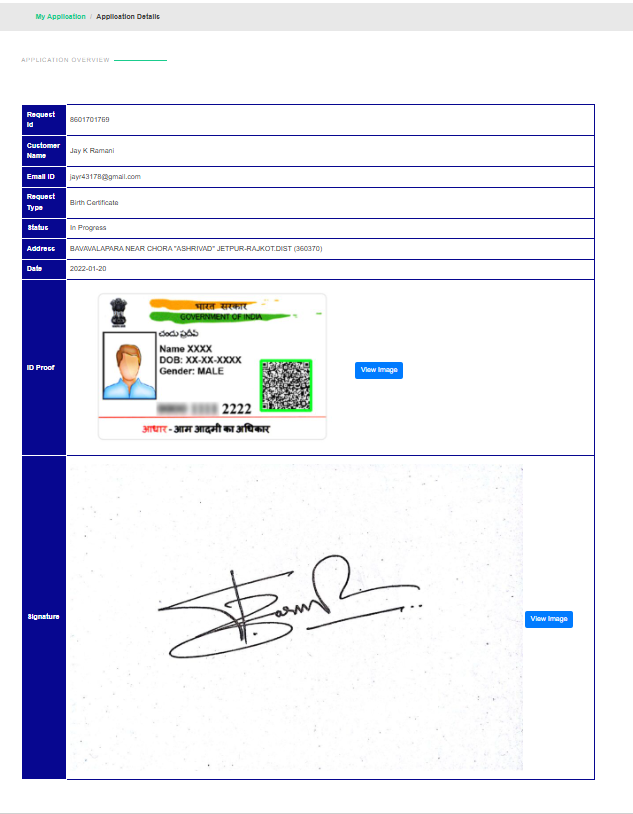 My Application / Application Details
APPLICATION OVERVIEW
Request Id 8601701769
Customer Name Jay K Ramani
Email ID jayr43178@gmail.com
Request Type Birth Certificate
Status In Progress
Address BAVAVALAPARA NEAR CHORA "ASHRIVAD" JETPUR-RAJKOT.DIST (360370)
Date 2022-01-20
ID Proof
भारत सरकार
GOVERNMENT OF INDIA
Name XXXX
DOB: XX-XX-XXXX
Gender: MALE
2222
आधार - आम आदमी का अधिकार
View Image
Signature
View Image